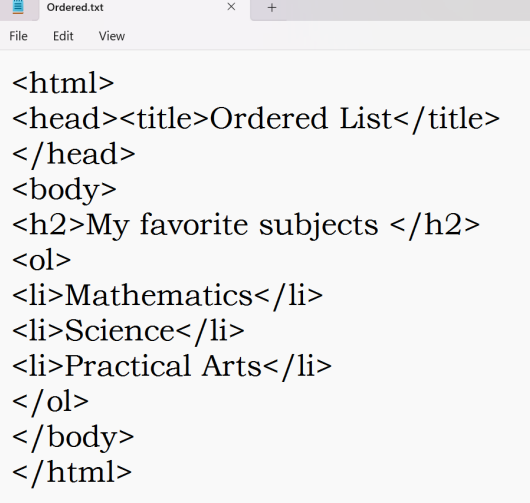 Ordered.txt
File Edit View
<html>
<head><title>Ordered List</title>
</head>
<body>
<h2>My favorite subjects </h2>
<ol>
<li>Mathematics</li>
<li>Science</li>
<li>Practical Arts</li>
</ol>
</body>
</html>